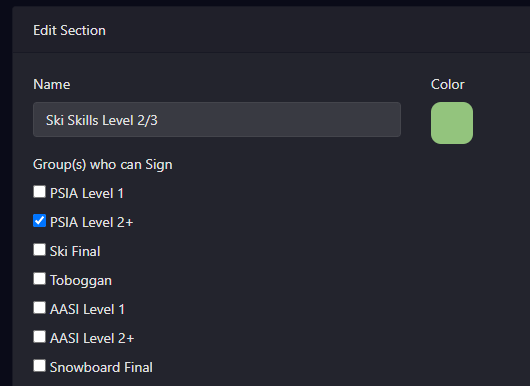 Edit Section
Name
Color
Ski Skills Level 2/3
Group(s) who can Sign
PSIA Level 1
PSIA Level 2+
Ski Final
Toboggan
AASI Level 1
AASI Level 2+
Snowboard Final